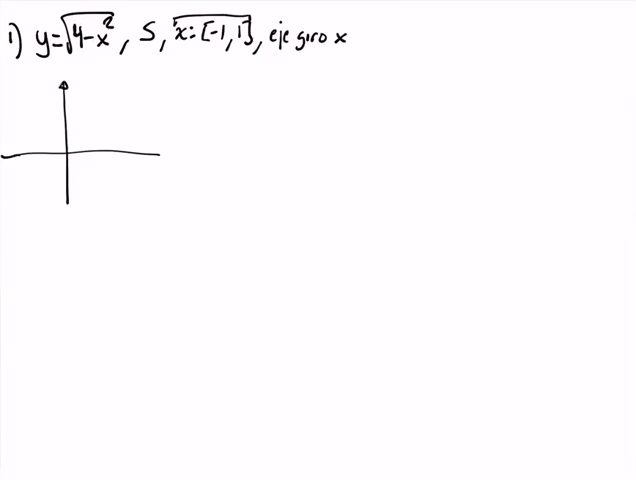 1) y=√4-x², S, x=[-1,1], eje giro x